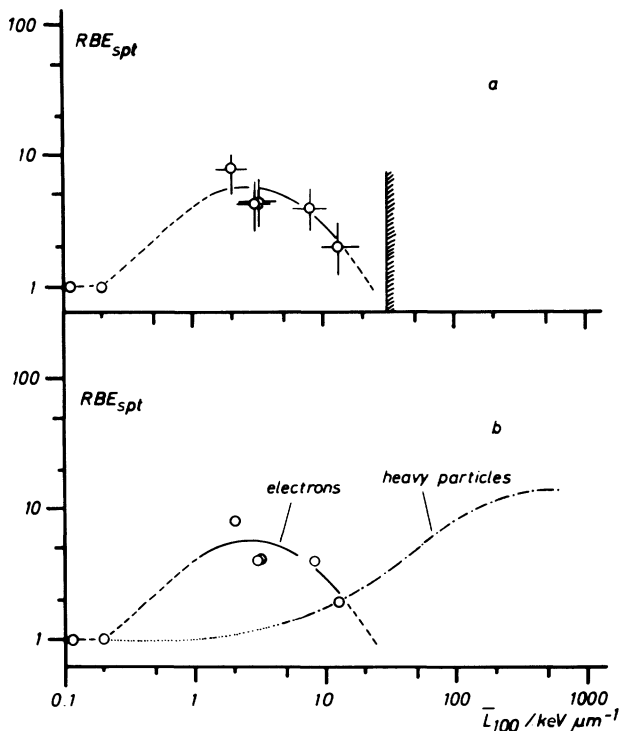 100
RBE_spt
a
10
1
100
RBE_spt
b
heavy particles
electrons
10
1
0.1 1 10 100 1000
L̅_100 / keV μm⁻¹